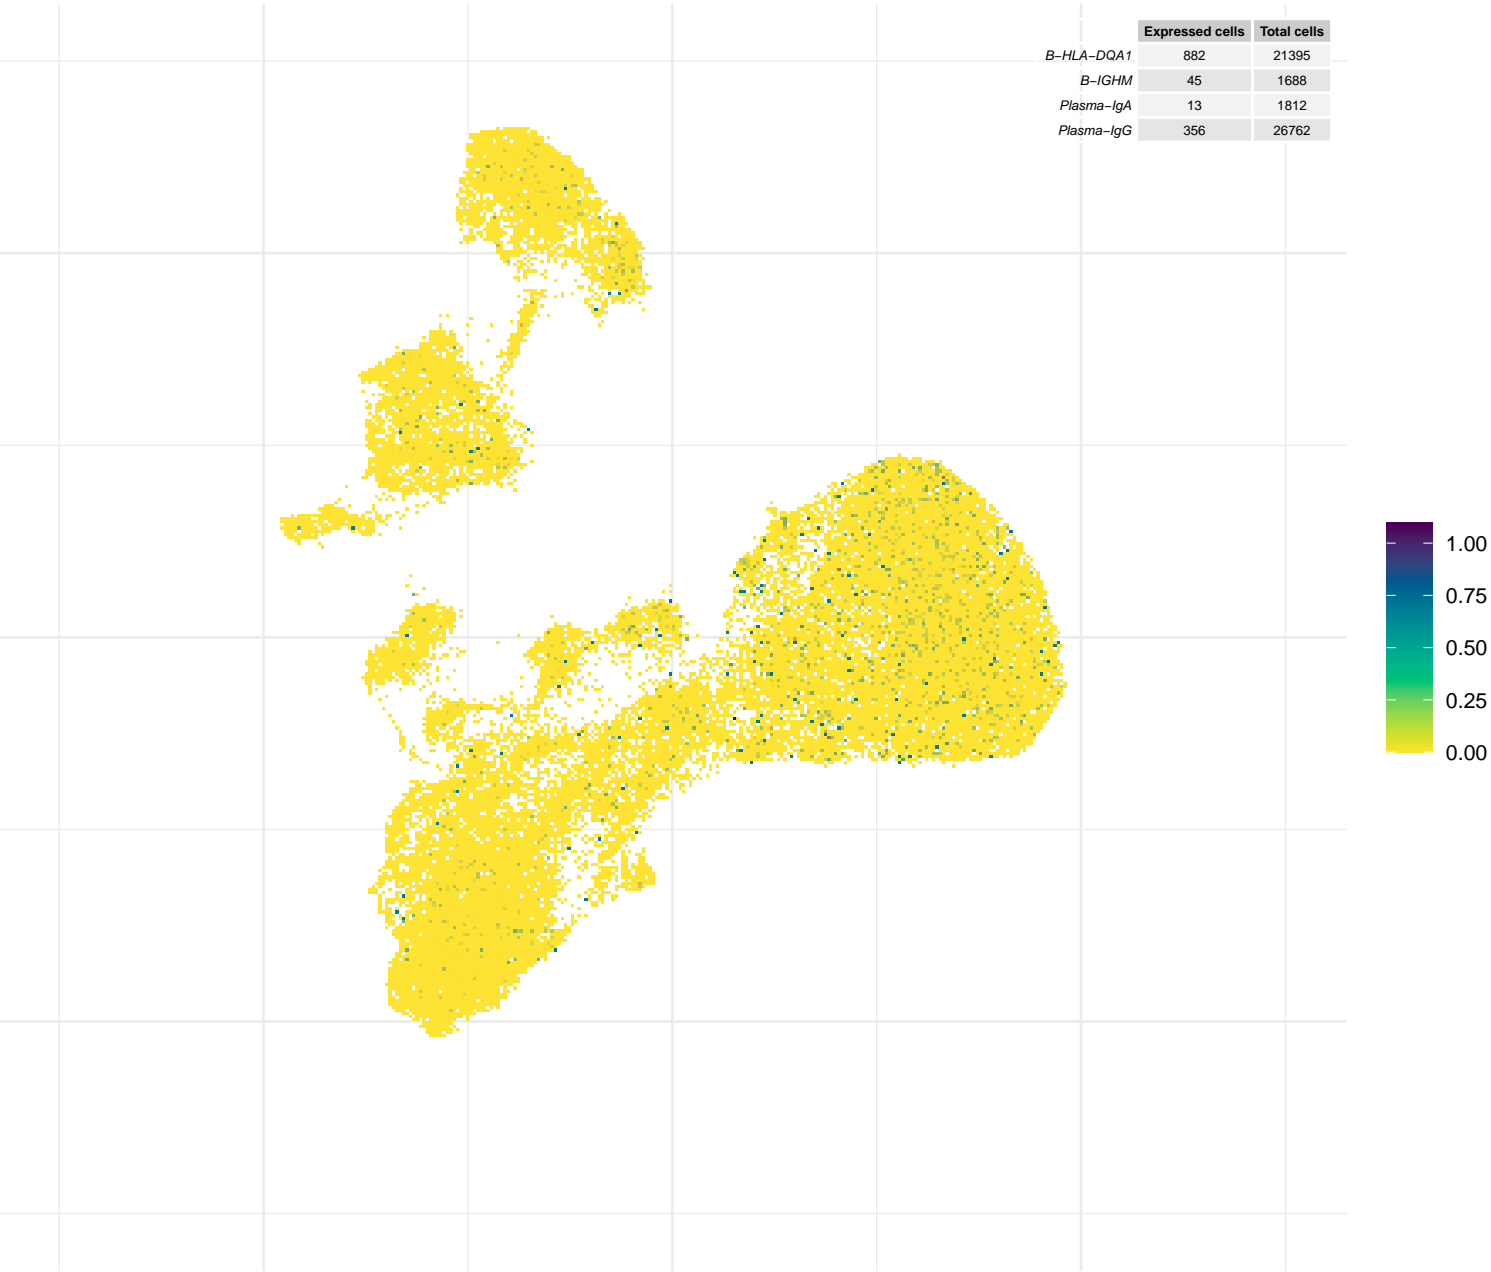 Expressed cells Total cells
B−HLA−DQA1 882 21395
B−IGHM 45 1688
Plasma−IgA 13 1812
Plasma−IgG 356 26762
1.00
0.75
0.50
0.25
0.00